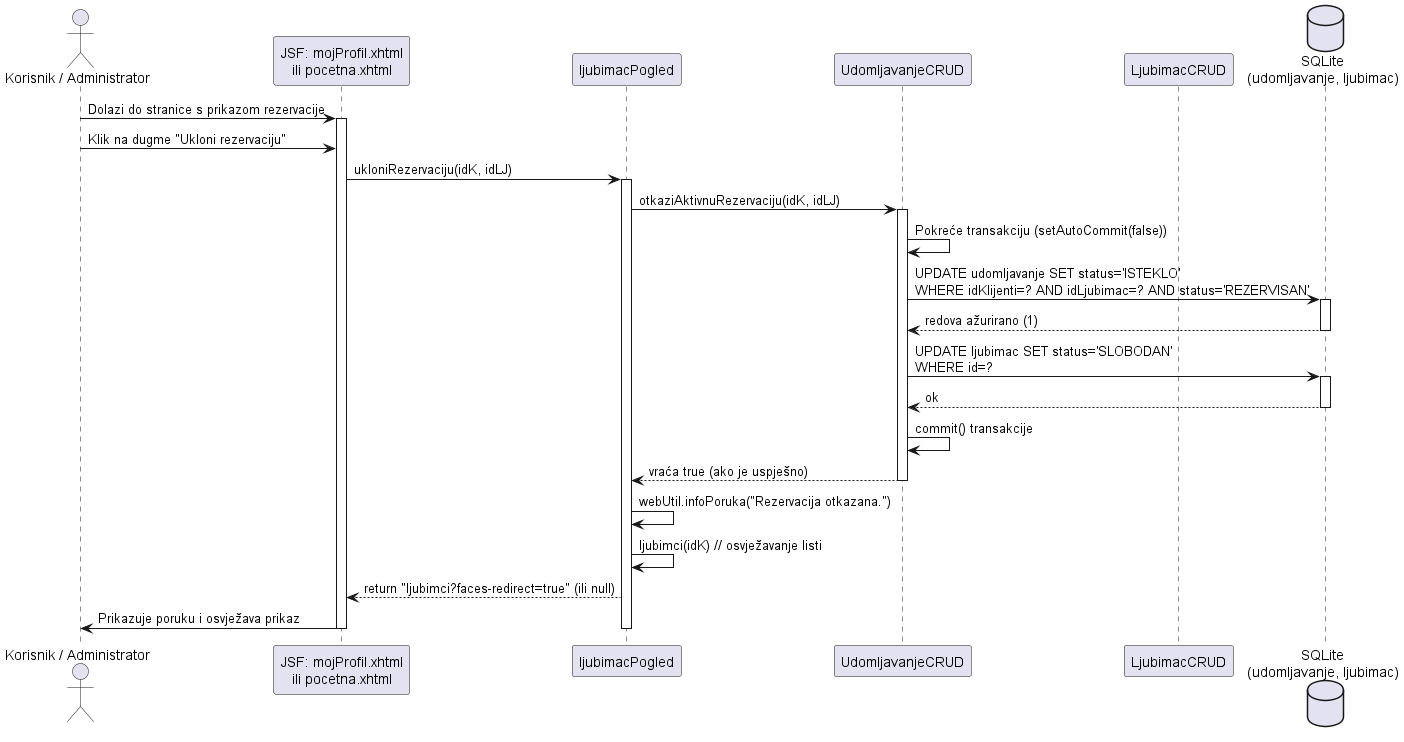 Korisnik / Administrator
JSF: mojProfil.xhtml
ili pocetna.xhtml
ljubimacPogled
UdomljavanjeCRUD
LjubimacCRUD
SQLite
(udomljavanje, ljubimac)
Dolazi do stranice s prikazom rezervacije
Klik na dugme "Ukloni rezervaciju"
ukloniRezervaciju(idK, idLJ)
otkaziAktivnuRezervaciju(idK, idLJ)
Pokreće transakciju (setAutoCommit(false))
UPDATE udomljavanje SET status='ISTEKLO'
WHERE idKlijenti=? AND idLjubimac=? AND status='REZERVISAN'
redova ažurirano (1)
UPDATE ljubimac SET status='SLOBODAN'
WHERE id=?
ok
commit() transakcije
vraća true (ako je uspješno)
webUtil.infoPoruka("Rezervacija otkazana.")
ljubimci(idK) // osvježavanje listi
return "ljubimci?faces-redirect=true" (ili null)
Prikazuje poruku i osvježava prikaz
Korisnik / Administrator
JSF: mojProfil.xhtml
ili pocetna.xhtml
ljubimacPogled
UdomljavanjeCRUD
LjubimacCRUD
SQLite
(udomljavanje, ljubimac)